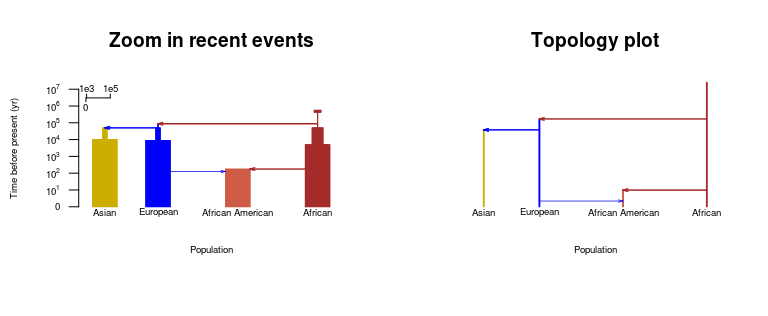 Zoom in recent events
Time before present (yr)
10^7
10^6
10^5
10^4
10^3
10^2
10^1
0
1e3 1e5
0
Asian European African American African
Population
Topology plot
Asian European African American African
Population